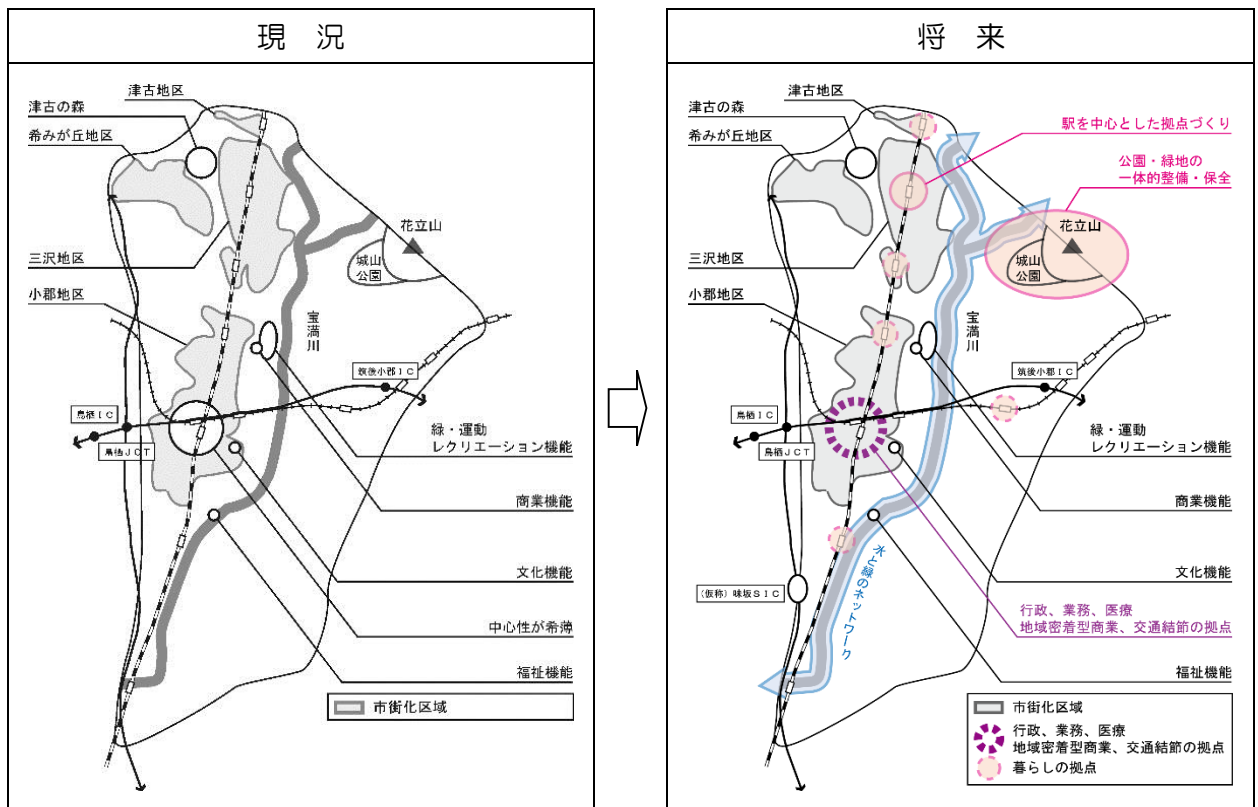 現　況
津古地区
津古の森
希みが丘地区
花立山
城山
公園
三沢地区
小郡地区
宝満川
筑後小郡ＩＣ
鳥栖ＩＣ
鳥栖ＪＣＴ
緑・運動
レクリエーション機能
商業機能
文化機能
中心性が希薄
福祉機能
市街化区域
将　来
津古地区
津古の森
希みが丘地区
駅を中心とした拠点づくり
公園・緑地の
一体的整備・保全
花立山
城山
公園
三沢地区
小郡地区
宝満川
筑後小郡ＩＣ
鳥栖ＩＣ
鳥栖ＪＣＴ
緑・運動
レクリエーション機能
商業機能
水と緑のネットワーク
文化機能
（仮称）味坂ＳＩＣ
行政、業務、医療
地域密着型商業、交通結節の拠点
福祉機能
市街化区域
行政、業務、医療
地域密着型商業、交通結節の拠点
暮らしの拠点